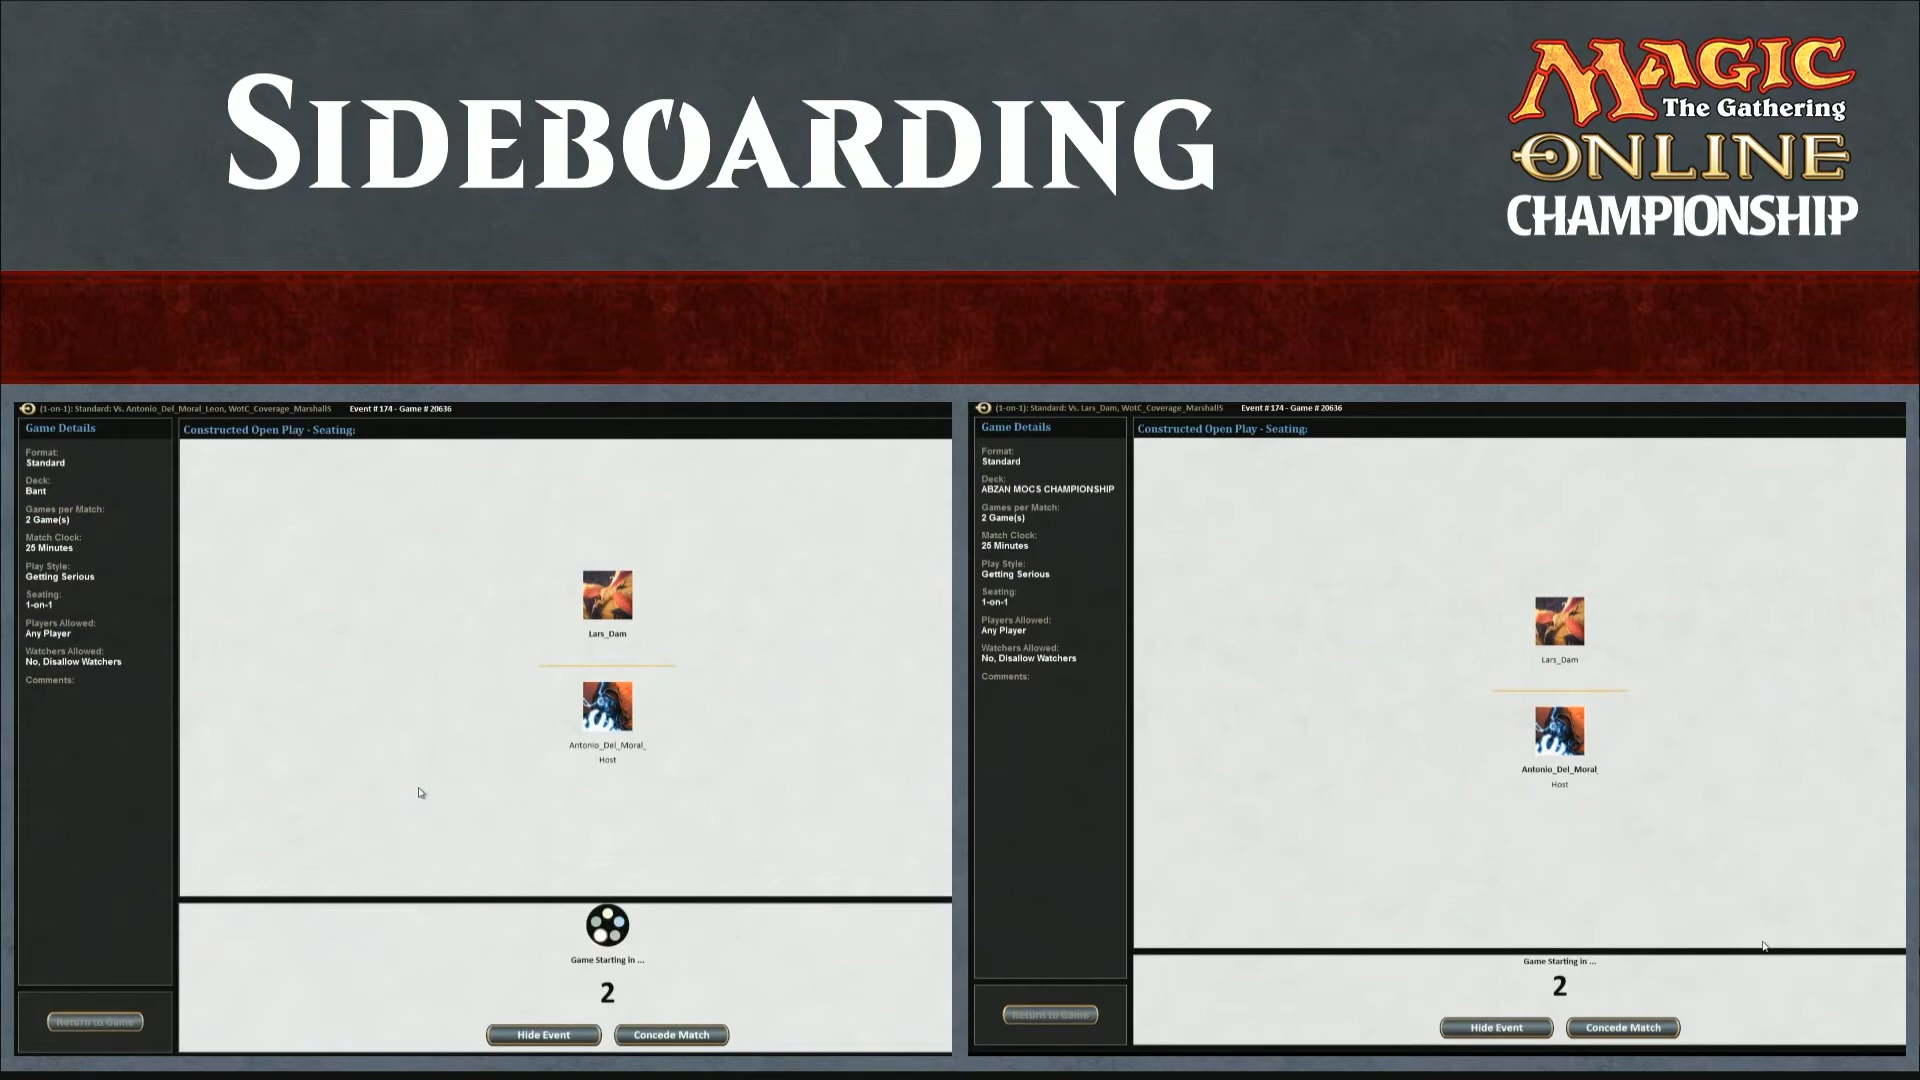 SIDEBOARDING
MAGIC
The Gathering
ONLINE
CHAMPIONSHIP
(1-on-1): Standard: Vs. Antonio_Del_Moral_Leon, WotC_Coverage_MarshallS Event # 174 - Game # 20636
Game Details
Constructed Open Play - Seating:
Format:
Standard
Deck:
Bant
Games per Match:
2 Game(s)
Match Clock:
25 Minutes
Play Style:
Getting Serious
Seating:
1-on-1
Players Allowed:
Any Player
Watchers Allowed:
No, Disallow Watchers
Comments:
Lars_Dam
Antonio_Del_Moral_
Host
Game Starting in ...
2
Return to Game
Hide Event
Concede Match
(1-on-1): Standard: Vs. Lars_Dam, WotC_Coverage_MarshallS Event # 174 - Game # 20636
Game Details
Constructed Open Play - Seating:
Format:
Standard
Deck:
ABZAN MOCS CHAMPIONSHIP
Games per Match:
2 Game(s)
Match Clock:
25 Minutes
Play Style:
Getting Serious
Seating:
1-on-1
Players Allowed:
Any Player
Watchers Allowed:
No, Disallow Watchers
Comments:
Lars_Dam
Antonio_Del_Moral_
Host
Game Starting in ...
2
Return to Game
Hide Event
Concede Match